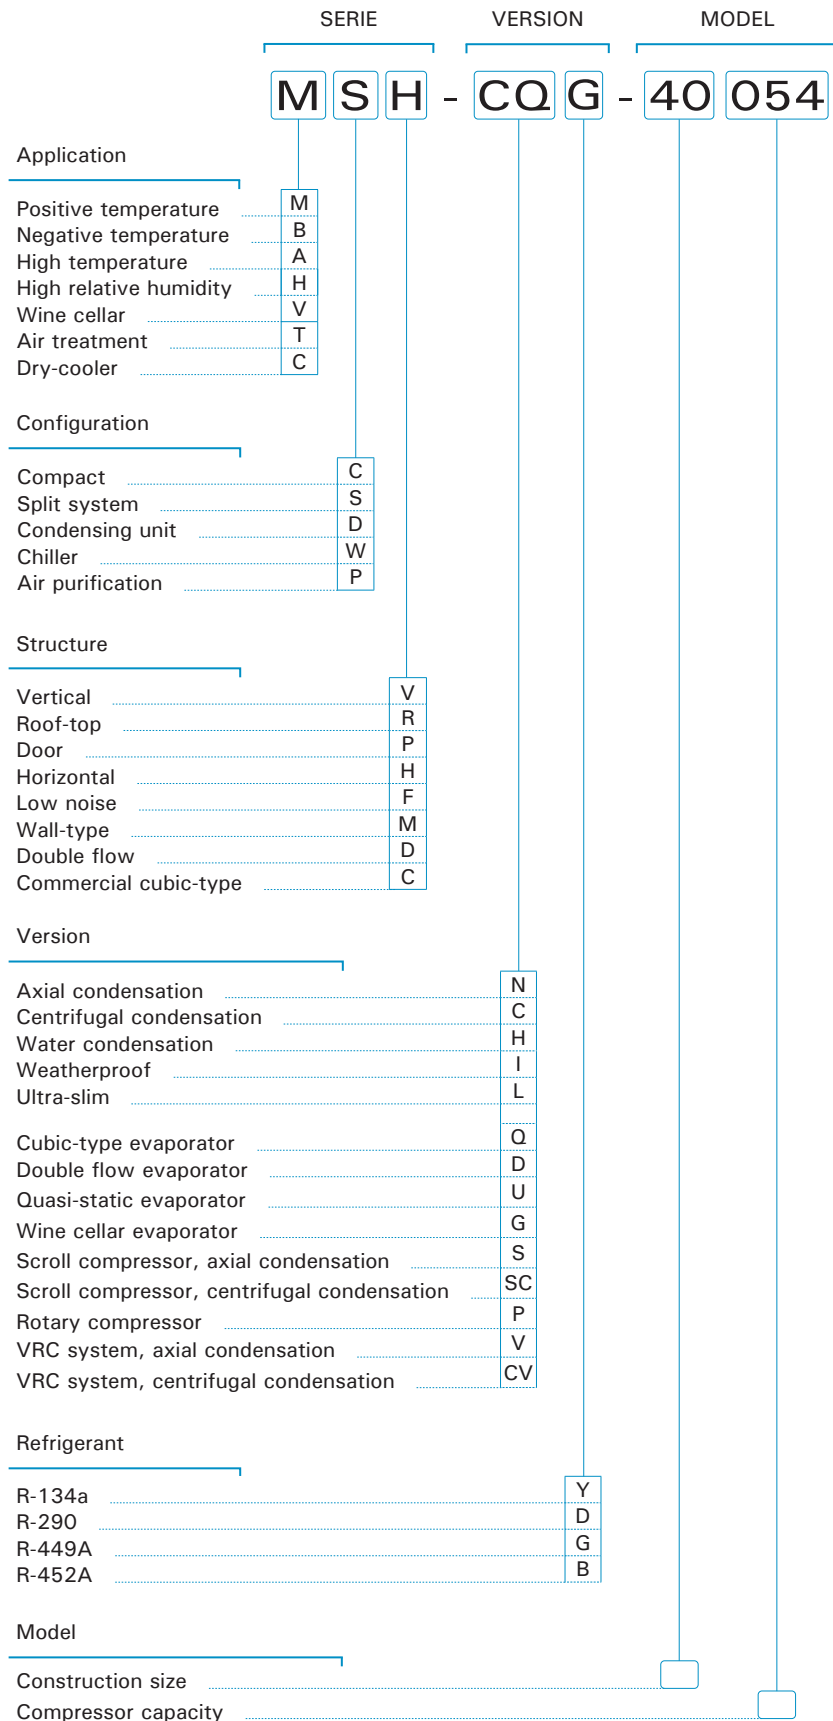 SERIE VERSION MODEL
M S H - CQ G - 40 054
Application
Positive temperature M
Negative temperature B
High temperature A
High relative humidity H
Wine cellar V
Air treatment T
Dry-cooler C
Configuration
Compact C
Split system S
Condensing unit D
Chiller W
Air purification P
Structure
Vertical V
Roof-top R
Door P
Horizontal H
Low noise F
Wall-type M
Double flow D
Commercial cubic-type C
Version
Axial condensation N
Centrifugal condensation C
Water condensation H
Weatherproof I
Ultra-slim L
Cubic-type evaporator Q
Double flow evaporator D
Quasi-static evaporator U
Wine cellar evaporator G
Scroll compressor, axial condensation S
Scroll compressor, centrifugal condensation SC
Rotary compressor P
VRC system, axial condensation V
VRC system, centrifugal condensation CV
Refrigerant
R-134a Y
R-290 D
R-449A G
R-452A B
Model
Construction size
Compressor capacity